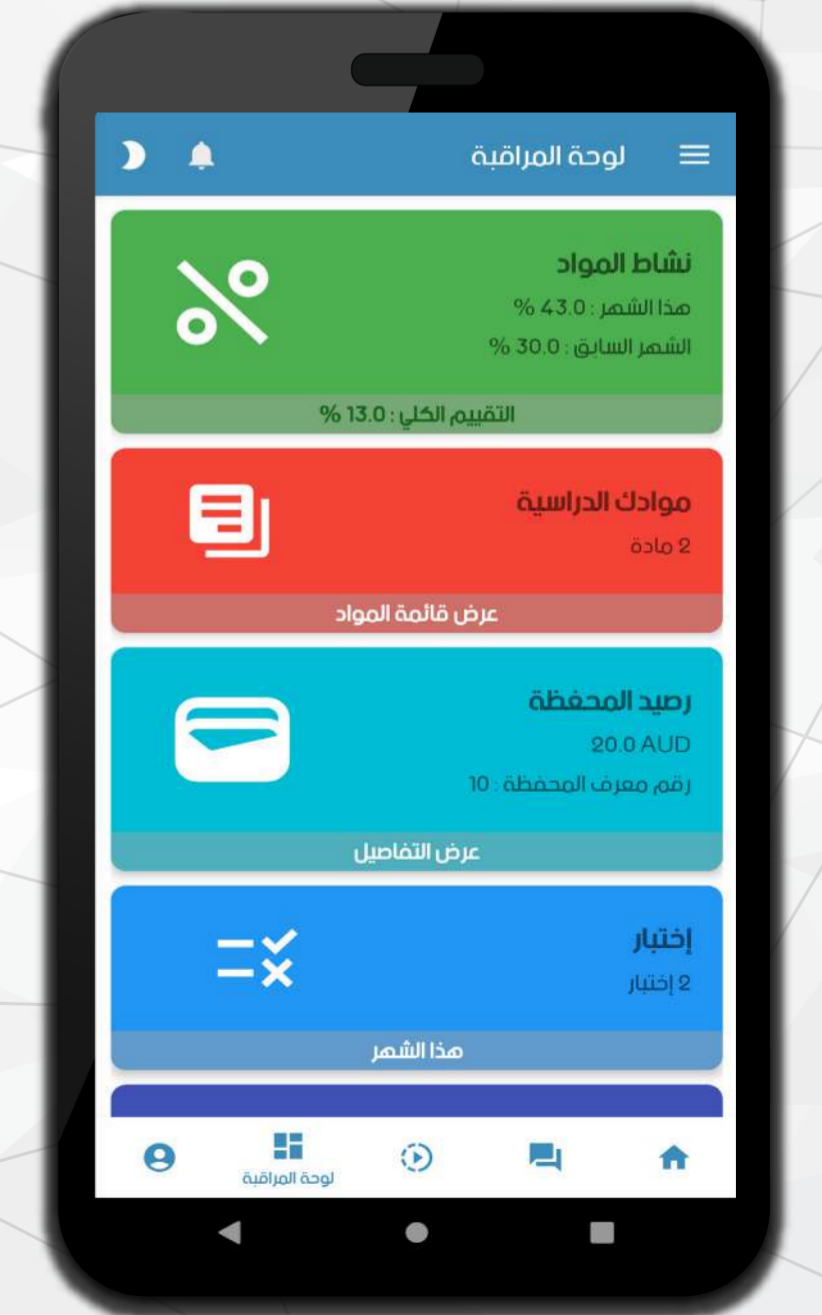 لوحة المراقبة
نشاط المواد
هذا الشهر : 43.0 %
الشهر السابق : 30.0 %
التقييم الكلي : 13.0 %
موادك الدراسية
2 مادة
عرض قائمة المواد
رصيد المحفظة
20.0 AUD
رقم معرف المحفظة : 10
عرض التفاصيل
إختبار
2 إختبار
هذا الشهر
لوحة المراقبة